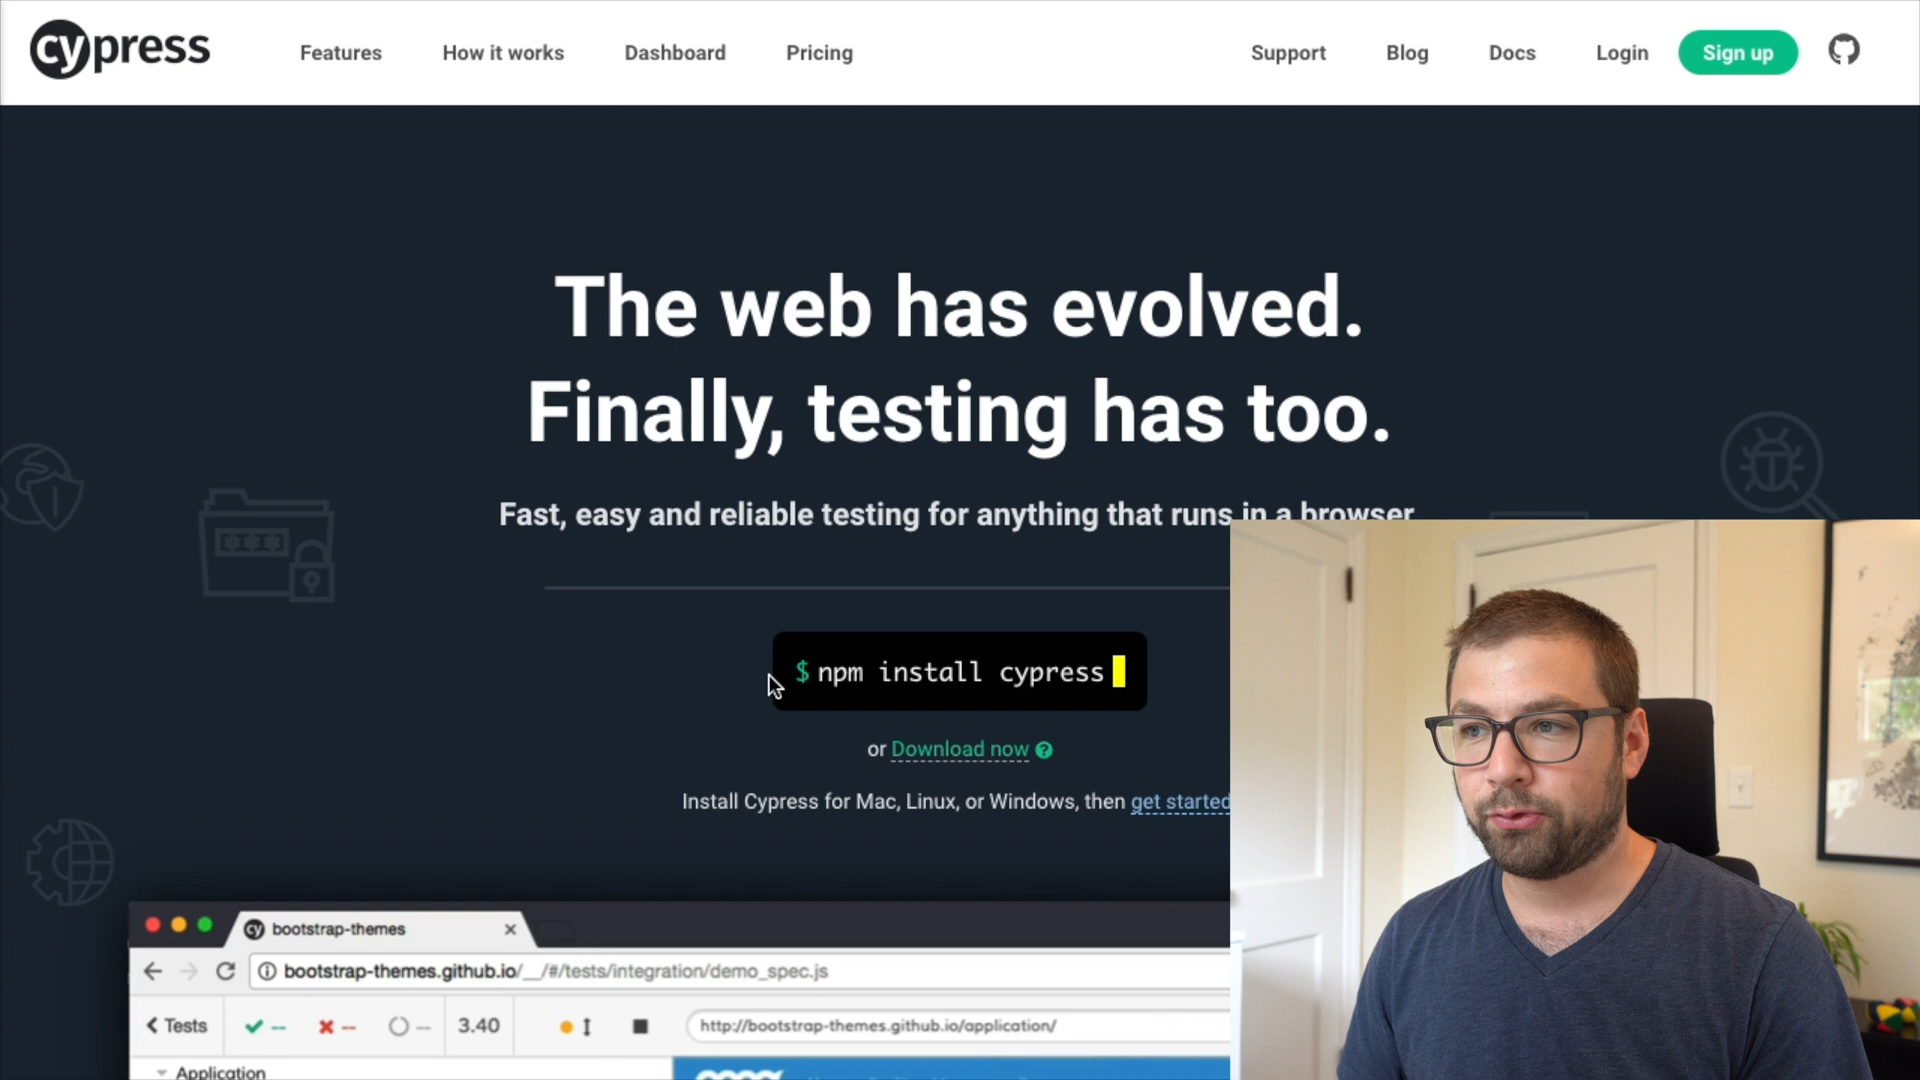 cypress
Features
How it works
Dashboard
Pricing
Support
Blog
Docs
Login
Sign up
The web has evolved.
Finally, testing has too.
Fast, easy and reliable testing for anything that runs in a browser
$ npm install cypress
or Download now ?
Install Cypress for Mac, Linux, or Windows, then get started
bootstrap-themes
bootstrap-themes.github.io/__/#/tests/integration/demo_spec.js
Tests
--
--
--
3.40
http://bootstrap-themes.github.io/application/
Application